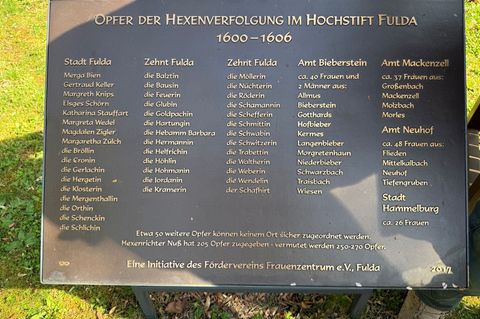 Opfer der Hexenverfolgung im Hochstift Fulda
1600–1606
Stadt Fulda
Merga Bien
Gertraud Keller
Margreth Knips
Elsges Schörn
Katharina Stauffart
Margreta Wedel
Magdalen Zigler
Margaretha Zülch
die Bröllin
die Cronin
die Gerlachin
die Hergetin
die Klosterin
die Mergenthallin
die Orthin
die Schenckin
die Schlichin
Zehnt Fulda
die Balztin
die Bausin
die Feuerin
die Glubin
die Goldpachin
die Hartungin
die Hebamm Barbara
die Hermannin
die Helfrichin
die Höhlin
die Hohmanin
die Jordanin
die Kramerin
Zehnt Fulda
die Möllerin
die Nüchterin
die Röderin
die Schamannin
die Schefferin
die Schmittin
die Schwabin
die Schwitzerin
die Trabettin
die Waltherin
die Weberin
die Wendelin
der Schafhirt
Amt Bieberstein
ca. 40 Frauen und
2 Männer aus:
Allmus
Bieberstein
Gotthards
Hofbieber
Kermes
Langenbieber
Morgretenhaun
Niederbieber
Schwarzbach
Traisbach
Wiesen
Amt Mackenzell
ca. 37 Frauen aus:
Großenbach
Mackenzell
Molzbach
Morles
Amt Neuhof
ca. 48 Frauen aus:
Flieden
Mittelkalbach
Neuhof
Tiefengruben
Stadt
Hammelburg
ca. 26 Frauen
Etwa 50 weitere Opfer können keinem Ort sicher zugeordnet werden.
Hexenrichter Nuß hat 205 Opfer zugegeben - vermutet werden 250-270 Opfer.
Eine Initiative des Fördervereins Frauenzentrum e.V., Fulda
2017